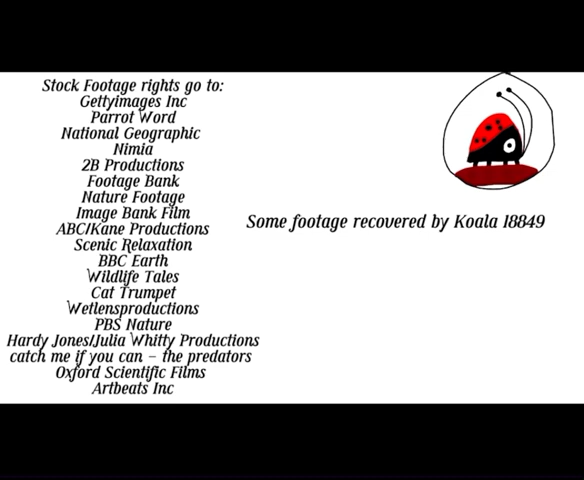 Stock Footage rights go to:
Gettyimages Inc
Parrot Word
National Geographic
Nimia
2B Productions
Footage Bank
Nature Footage
Image Bank Film
ABC/Kane Productions
Scenic Relaxation
BBC Earth
Wildlife Tales
Cat Trumpet
Wetlensproductions
PBS Nature
Hardy Jones/Julia Whitty Productions
catch me if you can – the predators
Oxford Scientific Films
Artbeats Inc
Some footage recovered by Koala 18849